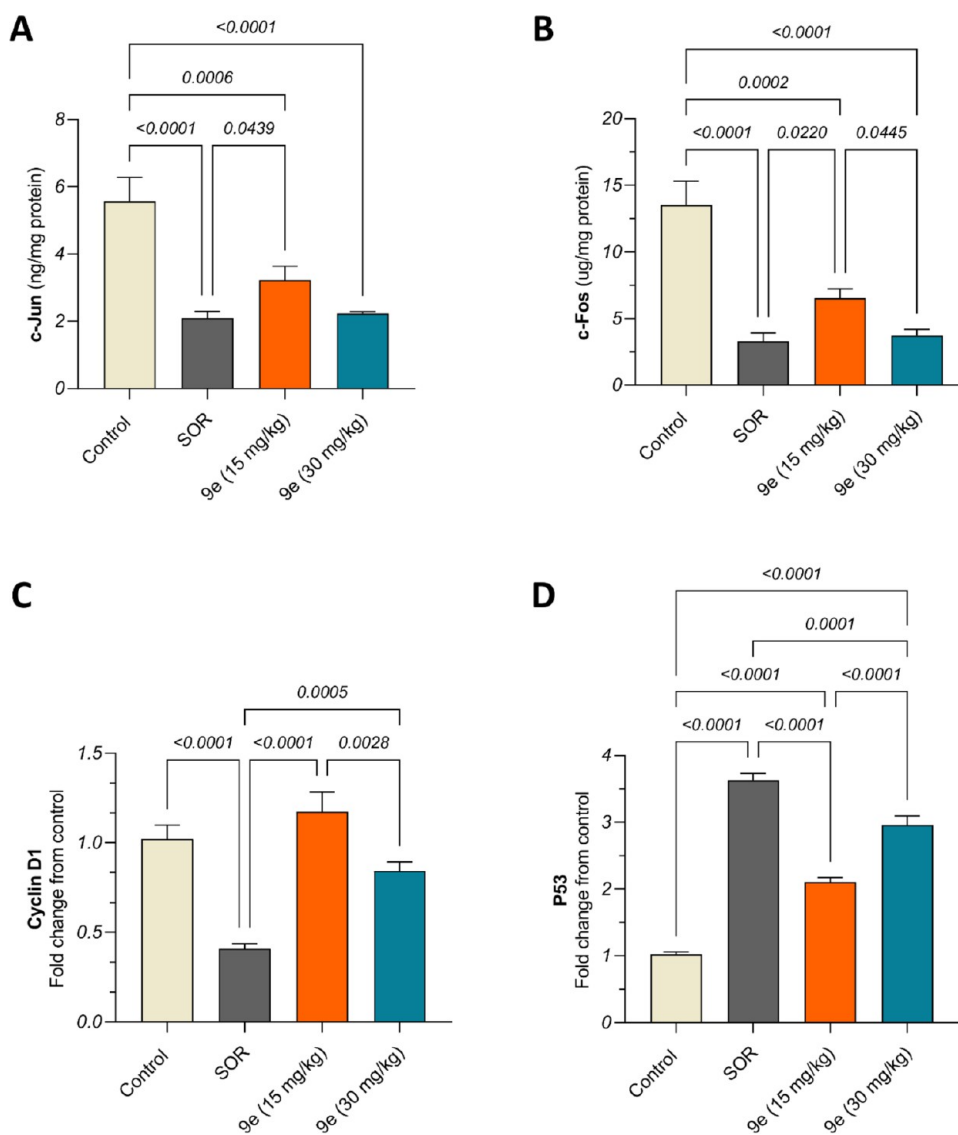 A
<0.0001
0.0006
<0.0001 0.0439
c-Jun (ng/mg protein)
8
6
4
2
0
Control
SOR
9e (15 mg/kg)
9e (30 mg/kg)
B
<0.0001
0.0002
<0.0001 0.0220 0.0445
c-Fos (ug/mg protein)
20
15
10
5
0
Control
SOR
9e (15 mg/kg)
9e (30 mg/kg)
C
0.0005
<0.0001 <0.0001 0.0028
Cyclin D1
Fold change from control
1.5
1.0
0.5
0.0
Control
SOR
9e (15 mg/kg)
9e (30 mg/kg)
D
<0.0001
0.0001
<0.0001 <0.0001
<0.0001 <0.0001
P53
Fold change from control
4
3
2
1
0
Control
SOR
9e (15 mg/kg)
9e (30 mg/kg)